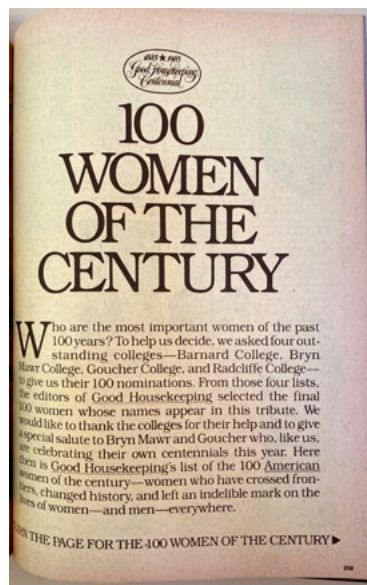 1885 ★ 1985
Good Housekeeping
Centennial
100
WOMEN
OF THE
CENTURY
Who are the most important women of the past
100 years? To help us decide, we asked four out-
standing colleges—Barnard College, Bryn
Mawr College, Goucher College, and Radcliffe College—
to give us their 100 nominations. From those four lists,
the editors of Good Housekeeping selected the final
100 women whose names appear in this tribute. We
would like to thank the colleges for their help and to give
a special salute to Bryn Mawr and Goucher who, like us,
are celebrating their own centennials this year. Here
then is Good Housekeeping's list of the 100 American
women of the century—women who have crossed fron-
tiers, changed history, and left an indelible mark on the
lives of women—and men—everywhere.
TURN THE PAGE FOR THE 100 WOMEN OF THE CENTURY ▶